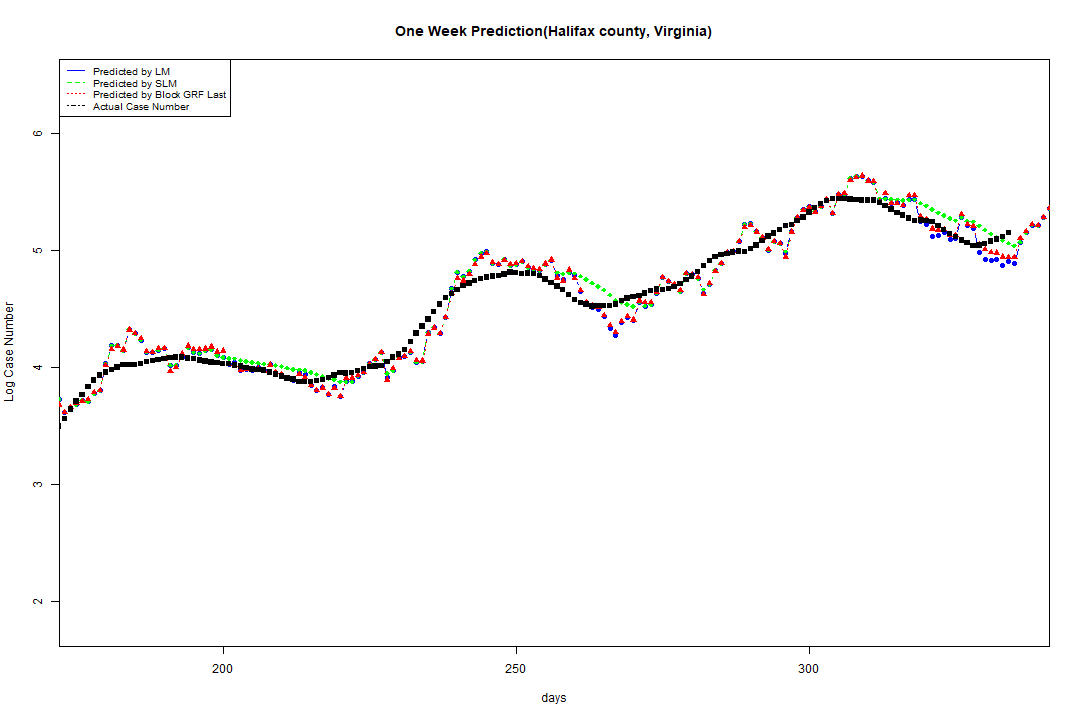 One Week Prediction(Halifax county, Virginia)
Predicted by LM
Predicted by SLM
Predicted by Block GRF Last
Actual Case Number
6
5
4
3
2
Log Case Number
200
250
300
days